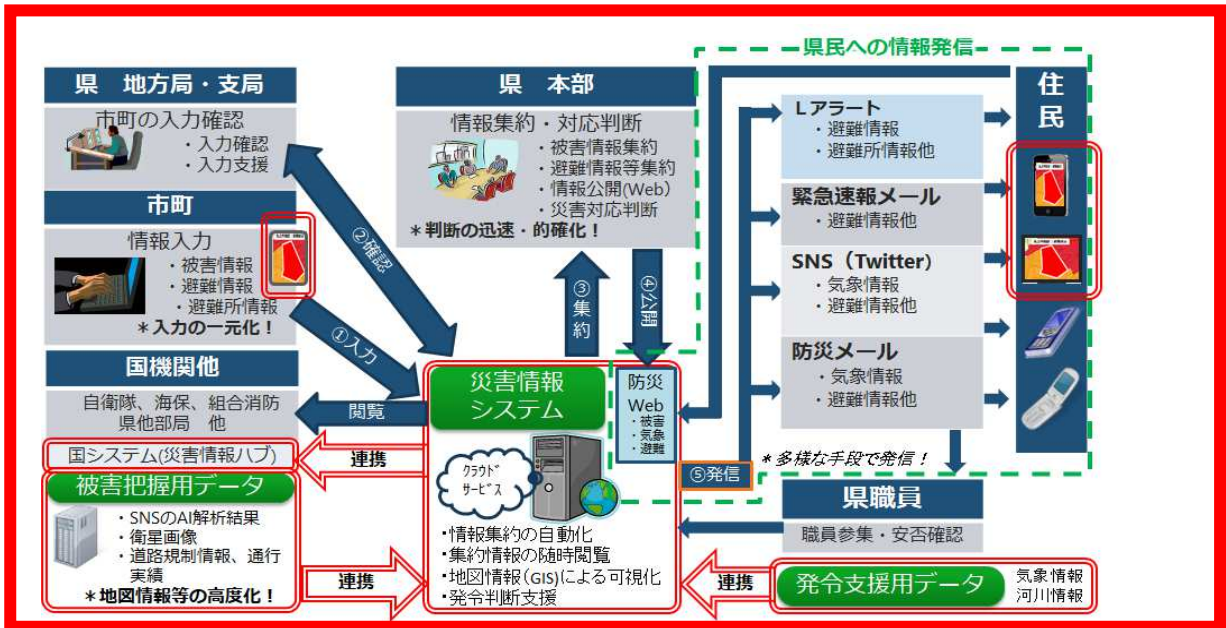 県民への情報発信
県 地方局・支局
市町の入力確認
・入力確認
・入力支援
市町
情報入力
・被害情報
・避難情報
・避難所情報
＊入力の一元化！
国機関他
自衛隊、海保、組合消防
県他部局 他
国システム(災害情報ハブ)
被害把握用データ
・SNSのAI解析結果
・衛星画像
・道路規制情報、通行
実績
＊地図情報等の高度化！
②確認
①入力
閲覧
連携
連携
県 本部
情報集約・対応判断
・被害情報集約
・避難情報等集約
・情報公開(Web)
・災害対応判断
＊判断の迅速・的確化！
③集約
④公開
災害情報
システム
クラウド
サービス
・情報集約の自動化
・集約情報の随時閲覧
・地図情報(GIS)による可視化
・発令判断支援
防災
Web
・被害
・気象
・避難
⑤発信
Ｌアラート
・避難情報
・避難所情報他
緊急速報メール
・避難情報他
SNS（Twitter）
・気象情報
・避難情報他
防災メール
・気象情報
・避難情報他
＊多様な手段で発信！
住民
県職員
職員参集・安否確認
連携
発令支援用データ
気象情報
河川情報